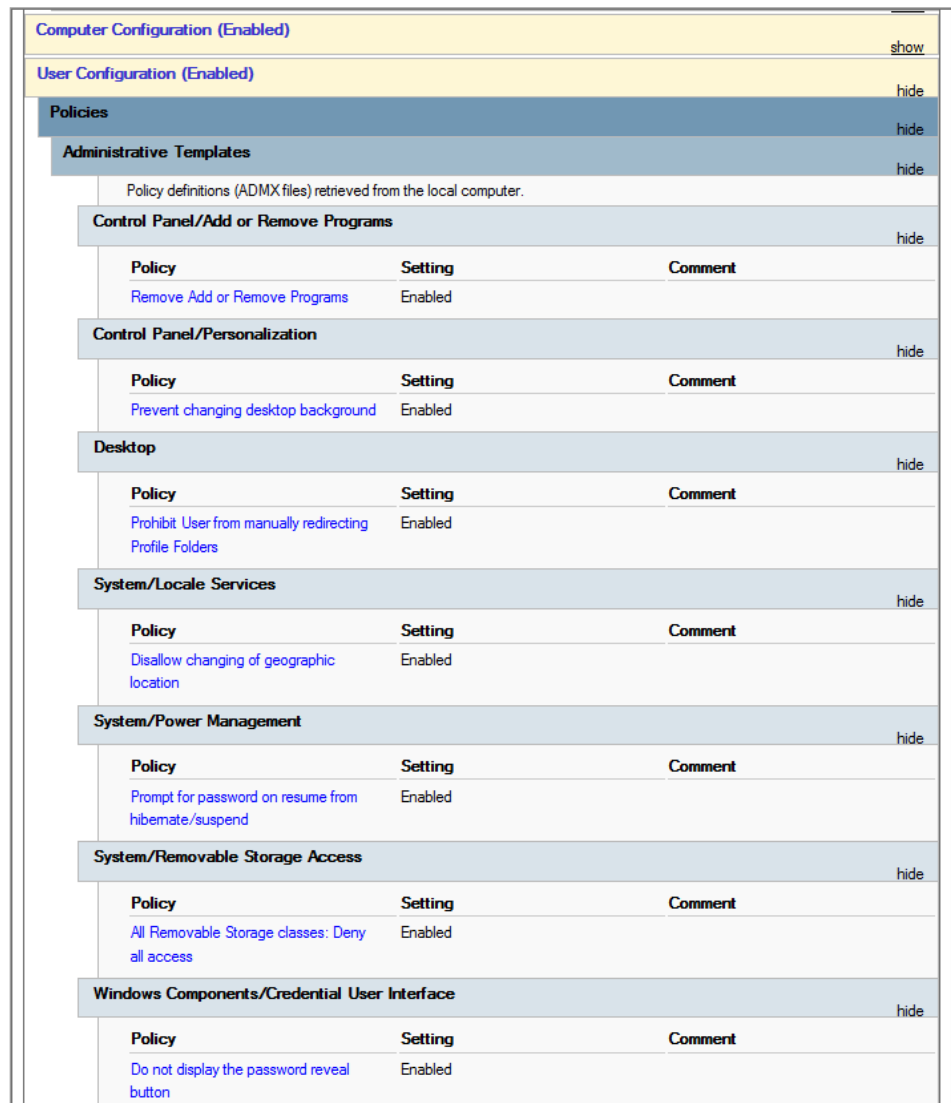 Computer Configuration (Enabled)
show
User Configuration (Enabled)
hide
Policies
hide
Administrative Templates
hide
Policy definitions (ADMX files) retrieved from the local computer.
Control Panel/Add or Remove Programs
hide
Policy Setting Comment
Remove Add or Remove Programs Enabled
Control Panel/Personalization
hide
Policy Setting Comment
Prevent changing desktop background Enabled
Desktop
hide
Policy Setting Comment
Prohibit User from manually redirecting Enabled
Profile Folders
System/Locale Services
hide
Policy Setting Comment
Disallow changing of geographic Enabled
location
System/Power Management
hide
Policy Setting Comment
Prompt for password on resume from Enabled
hibernate/suspend
System/Removable Storage Access
hide
Policy Setting Comment
All Removable Storage classes: Deny Enabled
all access
Windows Components/Credential User Interface
hide
Policy Setting Comment
Do not display the password reveal Enabled
button